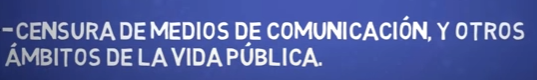 -CENSURA DE MEDIOS DE COMUNICACIÓN, Y OTROS
ÁMBITOS DE LA VIDA PÚBLICA.